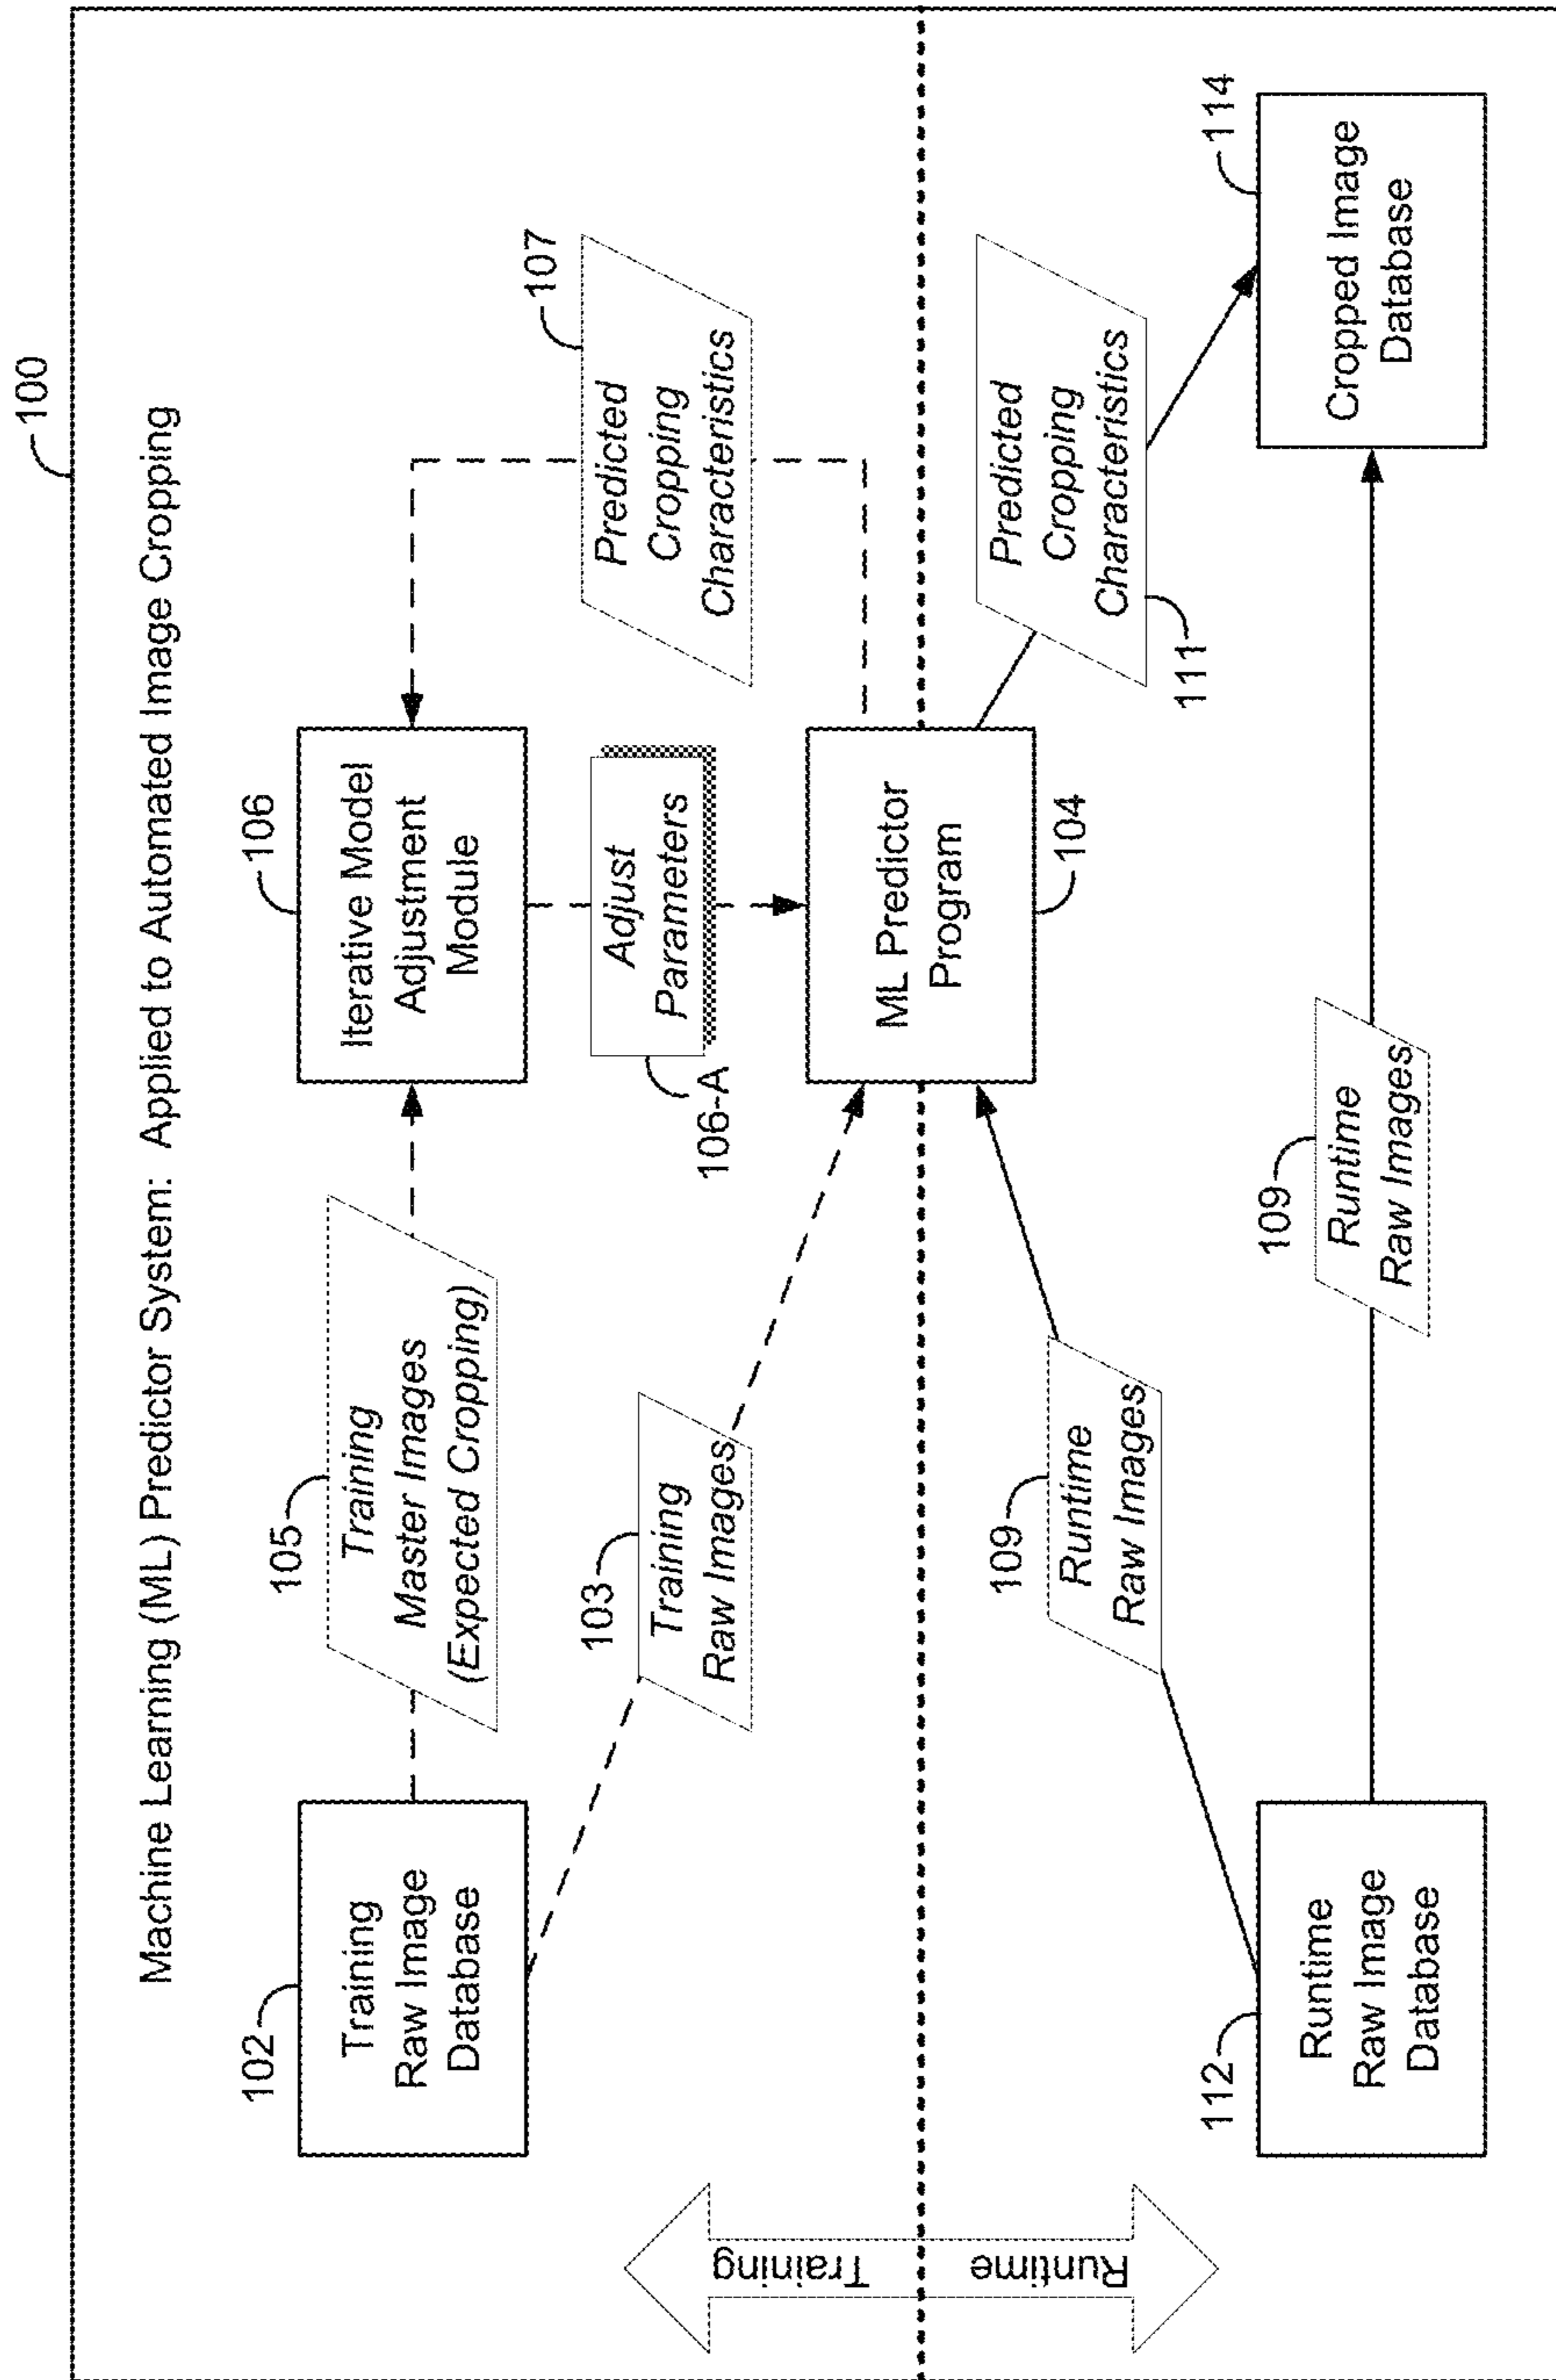 100
Machine Learning (ML) Predictor System: Applied to Automated Image Cropping
102
Training
Raw Image
Database
105
Training
Master Images
(Expected Cropping)
106
Iterative Model
Adjustment
Module
107
Predicted
Cropping
Characteristics
103
Training
Raw Images
106-A
Adjust
Parameters
Training
Runtime
ML Predictor
Program
104
109
Runtime
Raw Images
Predicted
Cropping
Characteristics
111
112
Runtime
Raw Image
Database
109
Runtime
Raw Images
114
Cropped Image
Database